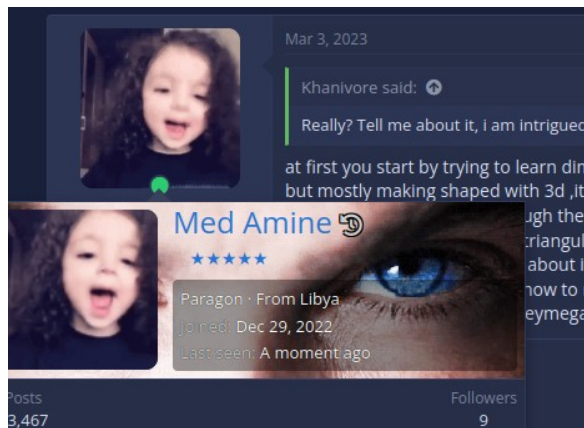 Mar 3, 2023
Khanivore said:
Really? Tell me about it, i am intrigued
at first you start by trying to learn
but mostly making shaped with 3d ,it
Med Amine
ugh the
triangul
★★★★★
about i
Paragon · From Libya
how to
Joined: Dec 29, 2022
eymega
Last seen: A moment ago
Posts
Followers
3,467
9